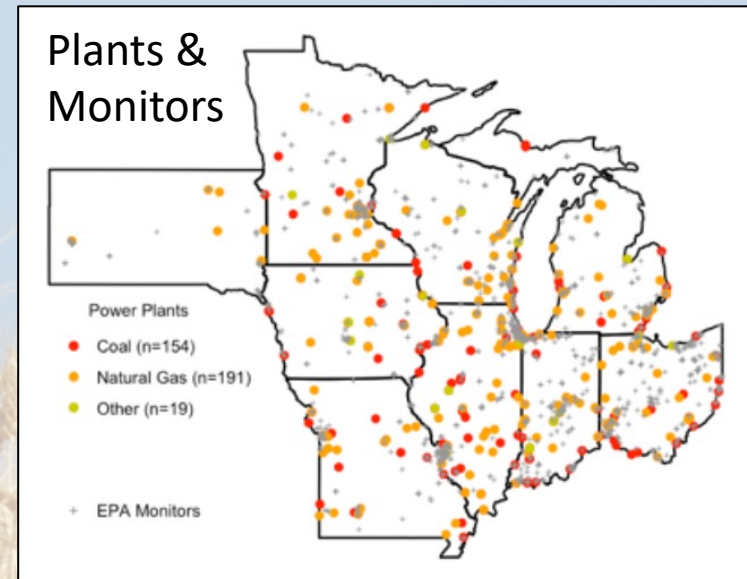 Plants &
Monitors
Power Plants
Coal (n=154)
Natural Gas (n=191)
Other (n=19)
EPA Monitors